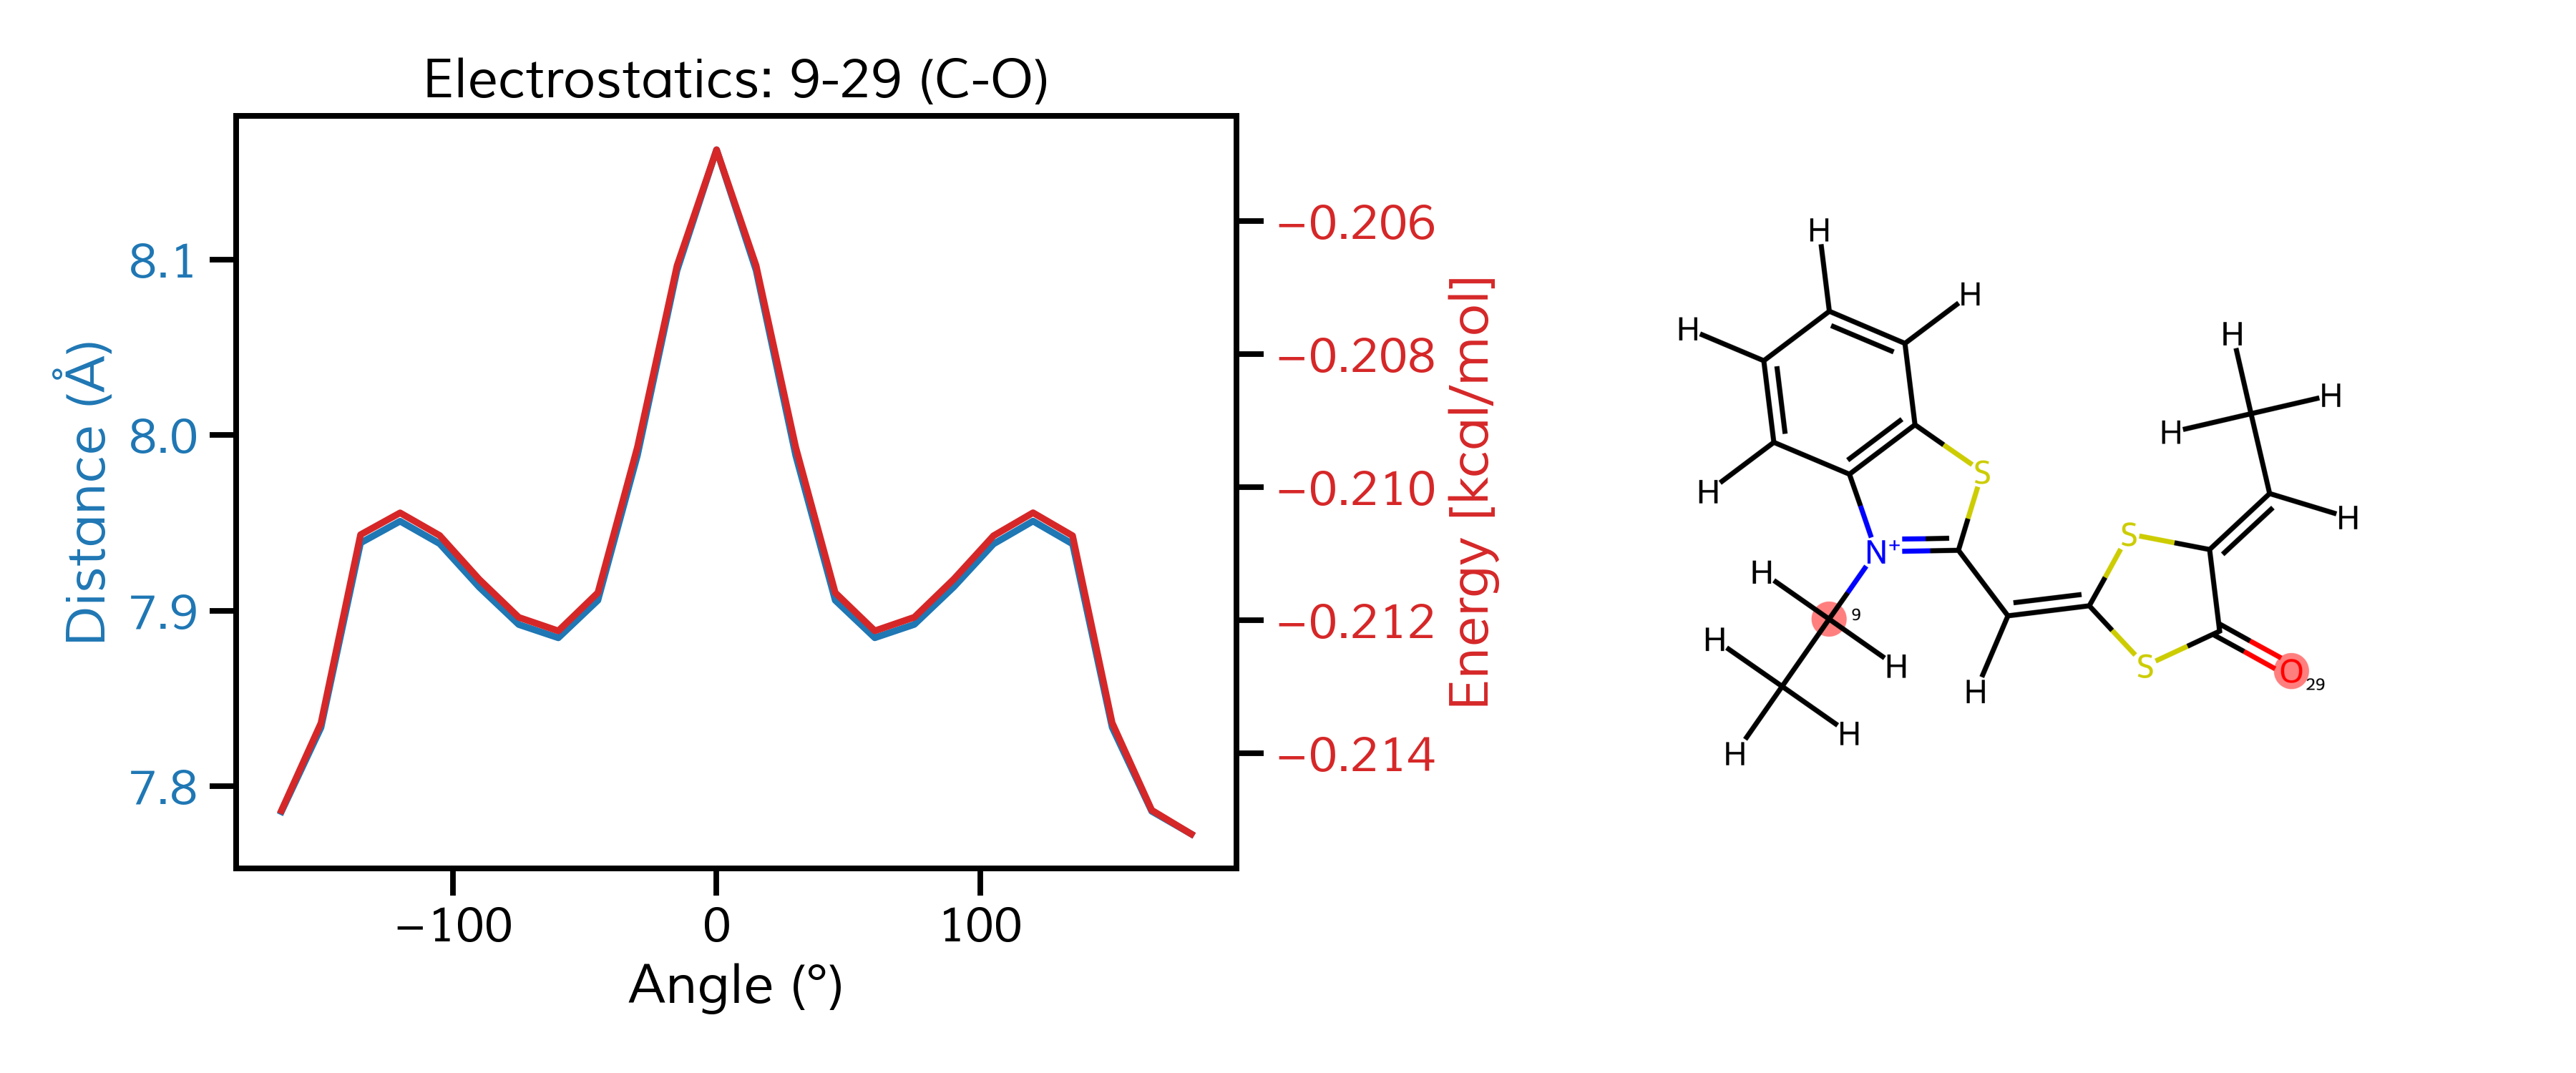 Electrostatics: 9-29 (C-O)
Distance (Å)
8.1
8.0
7.9
7.8
−100
0
100
Angle (°)
−0.206
−0.208
−0.210
−0.212
−0.214
Energy [kcal/mol]
H
H
H
H
H
H
H
S
H
H
S
N+
H
9
H
H
S
O
29
H
H
H